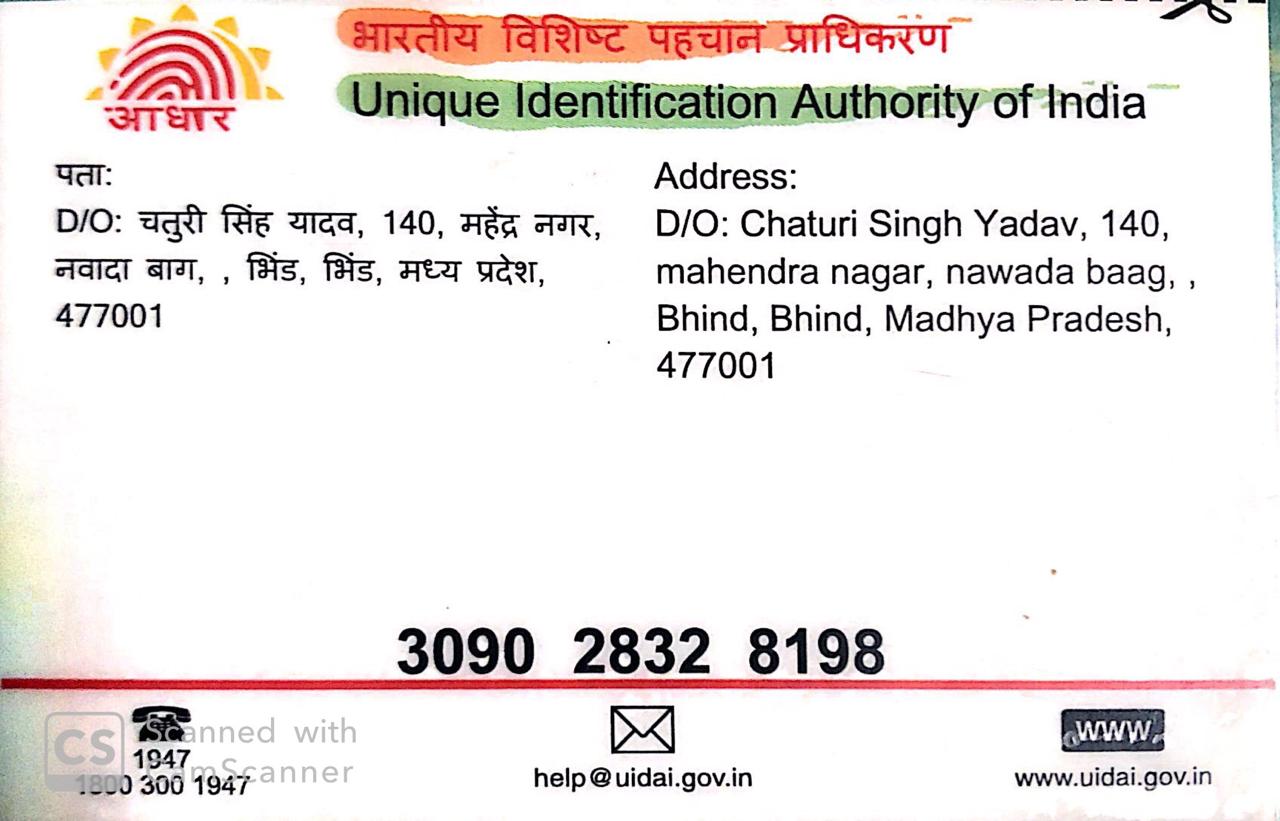 आधार
भारतीय विशिष्ट पहचान प्राधिकरण
Unique Identification Authority of India
पता:
D/O: चतुरी सिंह यादव, 140, महेंद्र नगर,
नवादा बाग, , भिंड, भिंड, मध्य प्रदेश,
477001
Address:
D/O: Chaturi Singh Yadav, 140,
mahendra nagar, nawada baag, ,
Bhind, Bhind, Madhya Pradesh,
477001
3090 2832 8198
1947
1800 300 1947
help@uidai.gov.in
www.
www.uidai.gov.in
CS
Scanned with
CamScanner